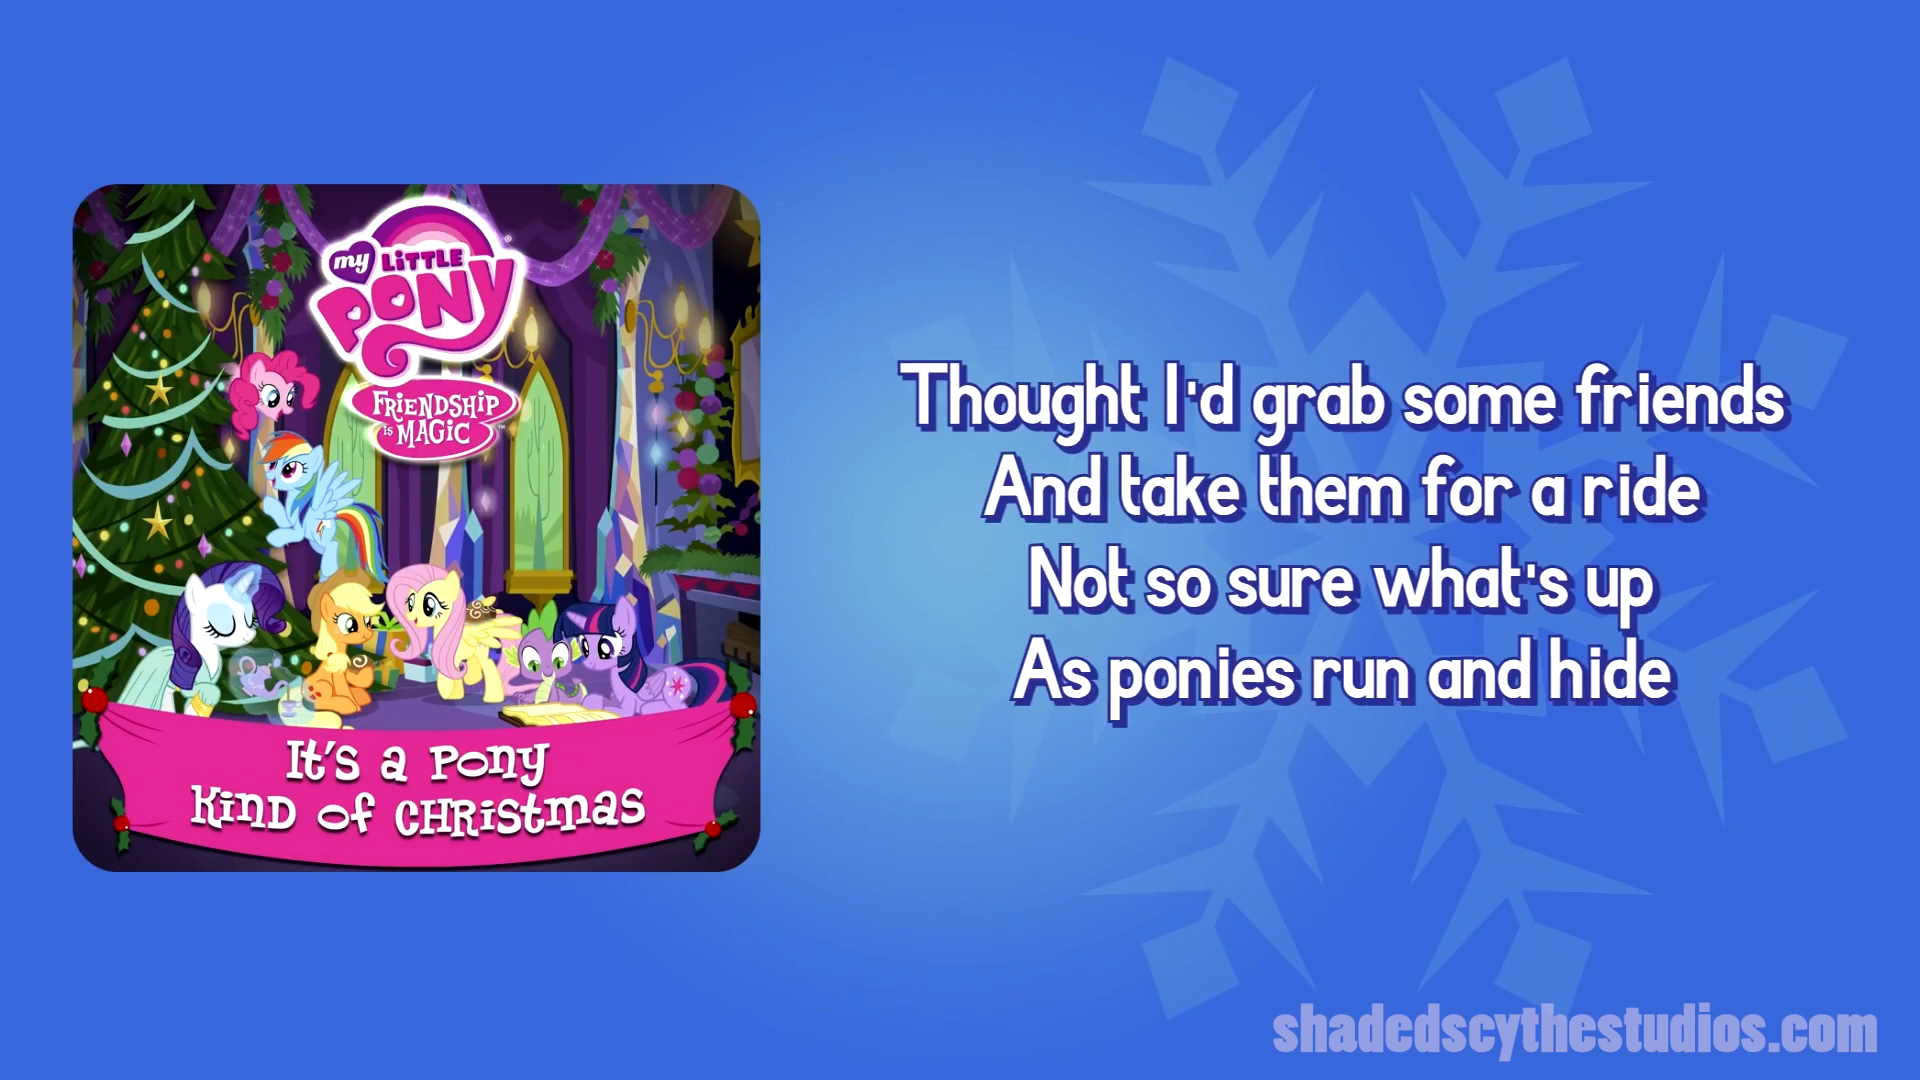 my LiTTLE
PONY
FRIENDSHIP
is MAGIC
It's a Pony
Kind of Christmas
Thought I'd grab some friends
And take them for a ride
Not so sure what's up
As ponies run and hide
shadedscythestudios.com